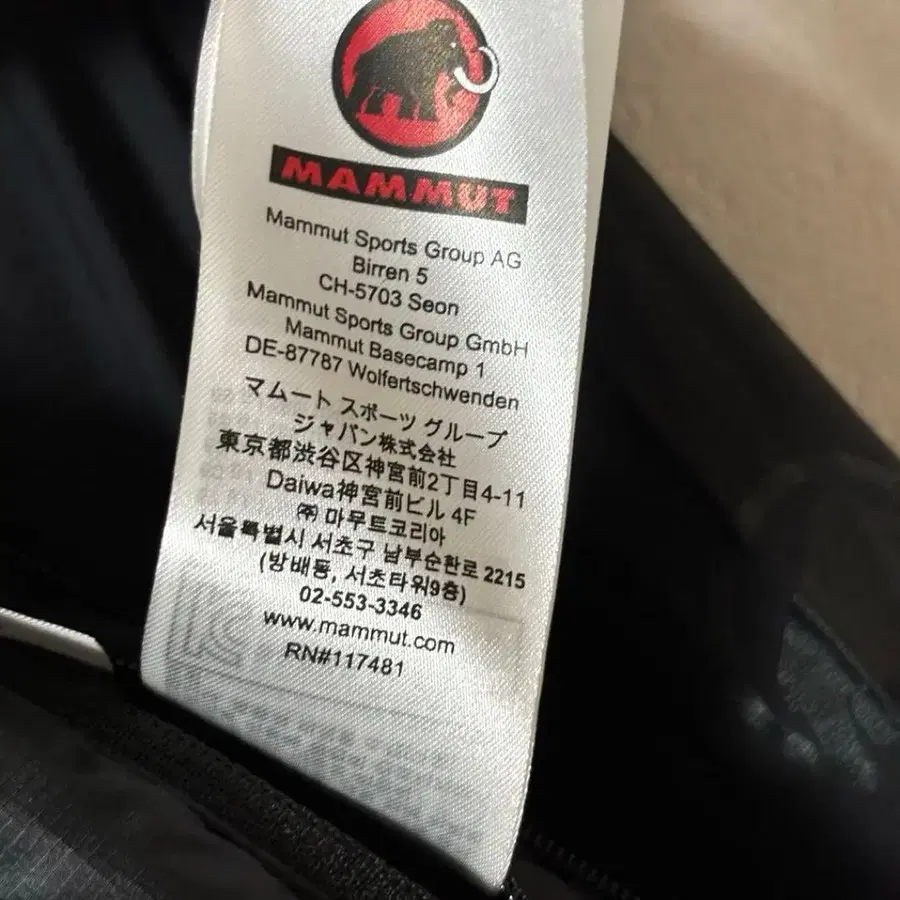 MAMMUT
Mammut Sports Group AG
Birren 5
CH-5703 Seon
Mammut Sports Group GmbH
Mammut Basecamp 1
DE-87787 Wolfertschwenden
マムート スポーツ グループ
ジャパン株式会社
東京都渋谷区神宮前2丁目4-11
Daiwa神宮前ビル 4F
㈜ 마무트코리아
서울특별시 서초구 남부순환로 2215
(방배동, 서초타워9층)
02-553-3346
www.mammut.com
RN#117481